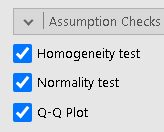 Assumption Checks
Homogeneity test
Normality test
Q-Q Plot